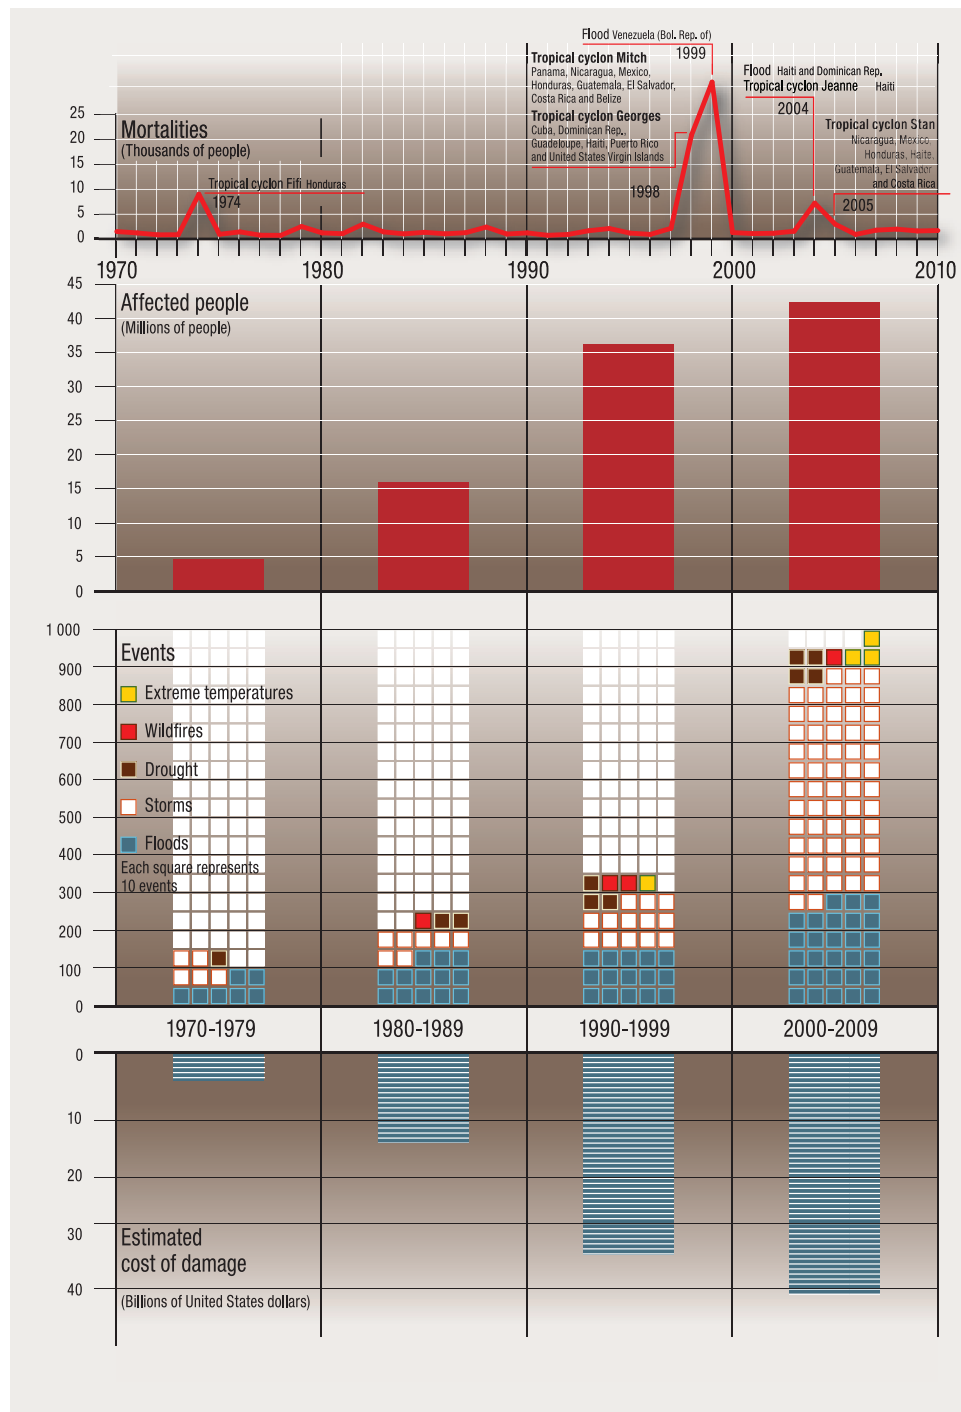 Flood Venezuela (Bol. Rep. of)
1999
Tropical cyclon Mitch
Panama, Nicaragua, Mexico,
Honduras, Guatemala, El Salvador,
Costa Rica and Belize
Tropical cyclon Georges
Cuba, Dominican Rep.,
Guadeloupe, Haiti, Puerto Rico
and United States Virgin Islands
1998
Flood Haiti and Dominican Rep.
Tropical cyclon Jeanne Haiti
2004
Tropical cyclon Stan
Nicaragua, Mexico,
Honduras, Haite,
Guatemala, El Salvador
and Costa Rica
2005
Mortalities
(Thousands of people)
Tropical cyclon Fifi Honduras
1974
25
20
15
10
5
0
1970
1980
1990
2000
2010
Affected people
(Millions of people)
45
40
35
30
25
20
15
10
5
0
Events
Extreme temperatures
Wildfires
Drought
Storms
Floods
Each square represents
10 events
1 000
900
800
700
600
500
400
300
200
100
0
1970-1979
1980-1989
1990-1999
2000-2009
0
10
20
30
40
Estimated
cost of damage
(Billions of United States dollars)